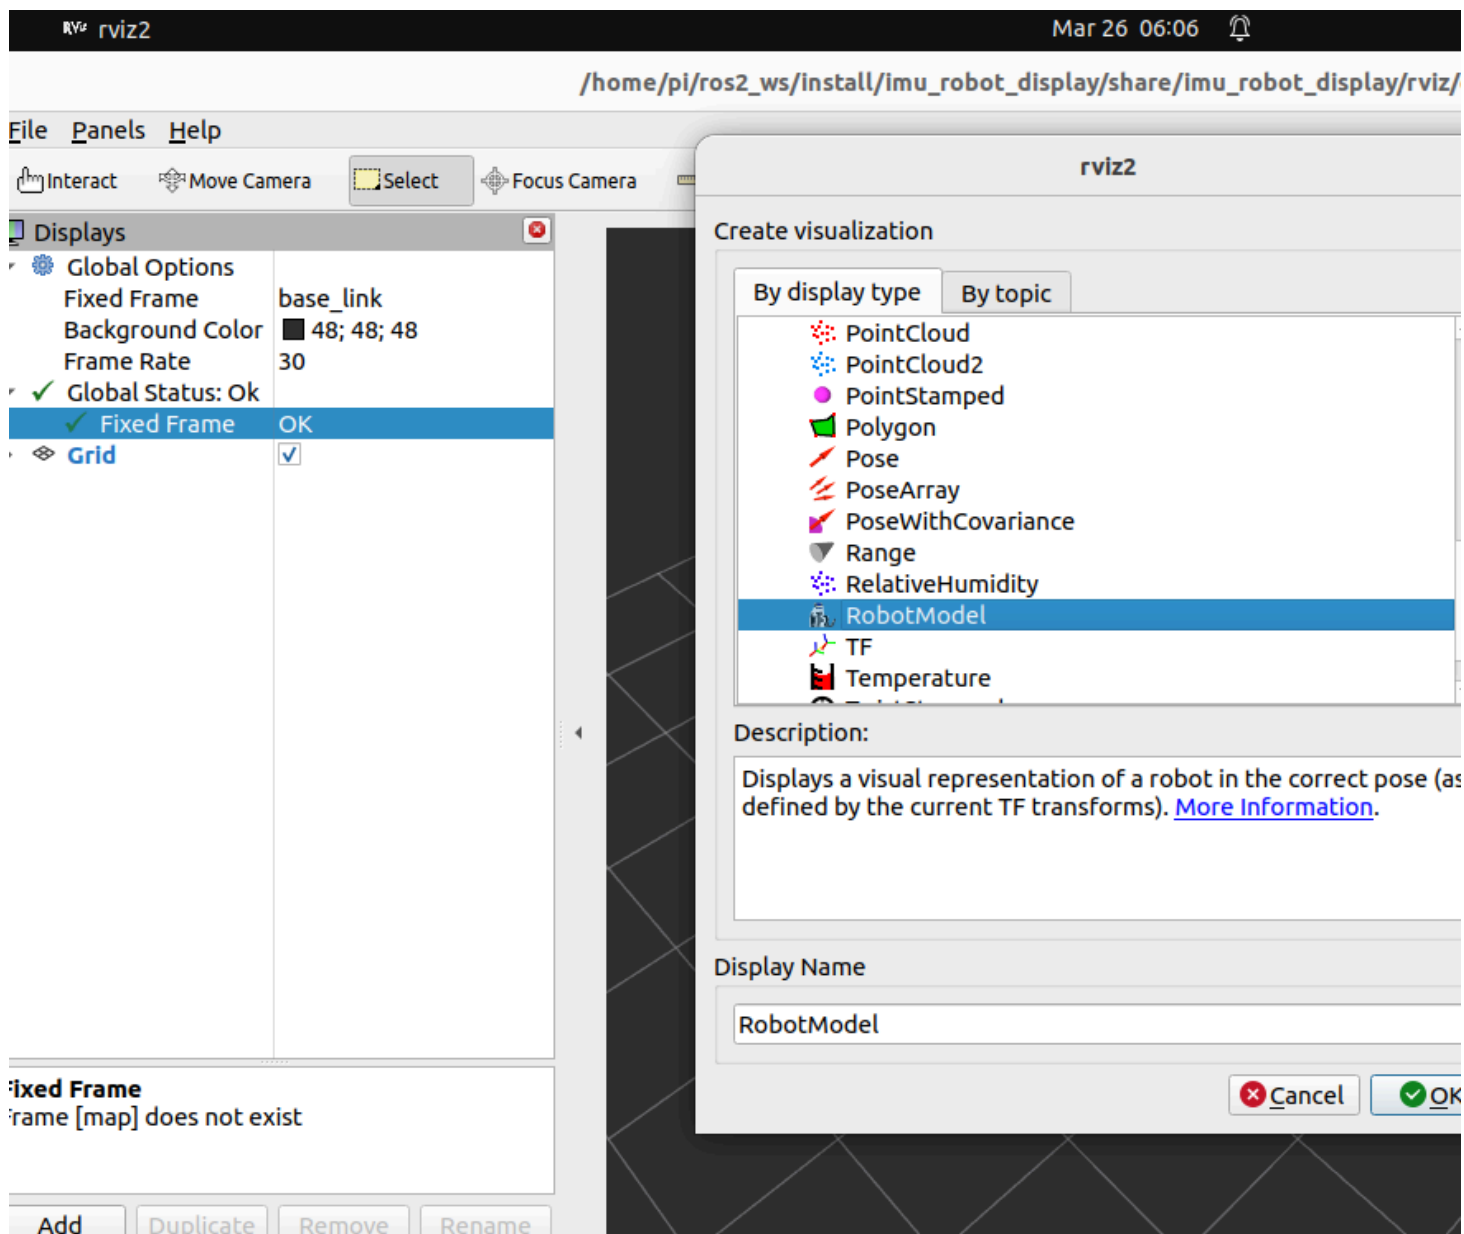 RViz rviz2
Mar 26 06:06
/home/pi/ros2_ws/install/imu_robot_display/share/imu_robot_display/rviz/
File Panels Help
Interact Move Camera Select Focus Camera
Displays
Global Options
Fixed Frame base_link
Background Color 48; 48; 48
Frame Rate 30
Global Status: Ok
Fixed Frame OK
Grid
Fixed Frame
Frame [map] does not exist
Add Duplicate Remove Rename
rviz2
Create visualization
By display type By topic
PointCloud
PointCloud2
PointStamped
Polygon
Pose
PoseArray
PoseWithCovariance
Range
RelativeHumidity
RobotModel
TF
Temperature
Description:
Displays a visual representation of a robot in the correct pose (as
defined by the current TF transforms). More Information.
Display Name
RobotModel
Cancel OK